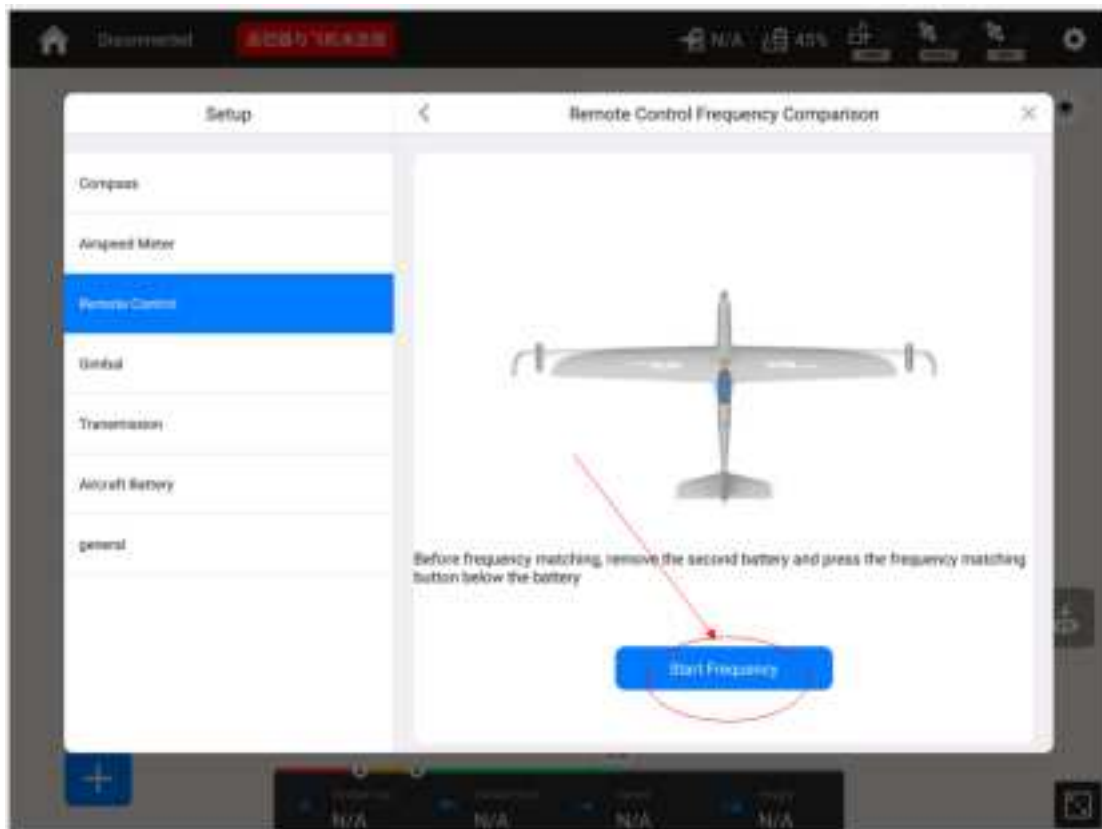 Disconnected
N/A
45%
Setup
Remote Control Frequency Comparison
Compass
Airspeed Meter
Remote Control
Gimbal
Transmission
Aircraft Battery
general
Before frequency matching, remove the second battery and press the frequency matching
button below the battery
Start Frequency
N/A
N/A
N/A
N/A